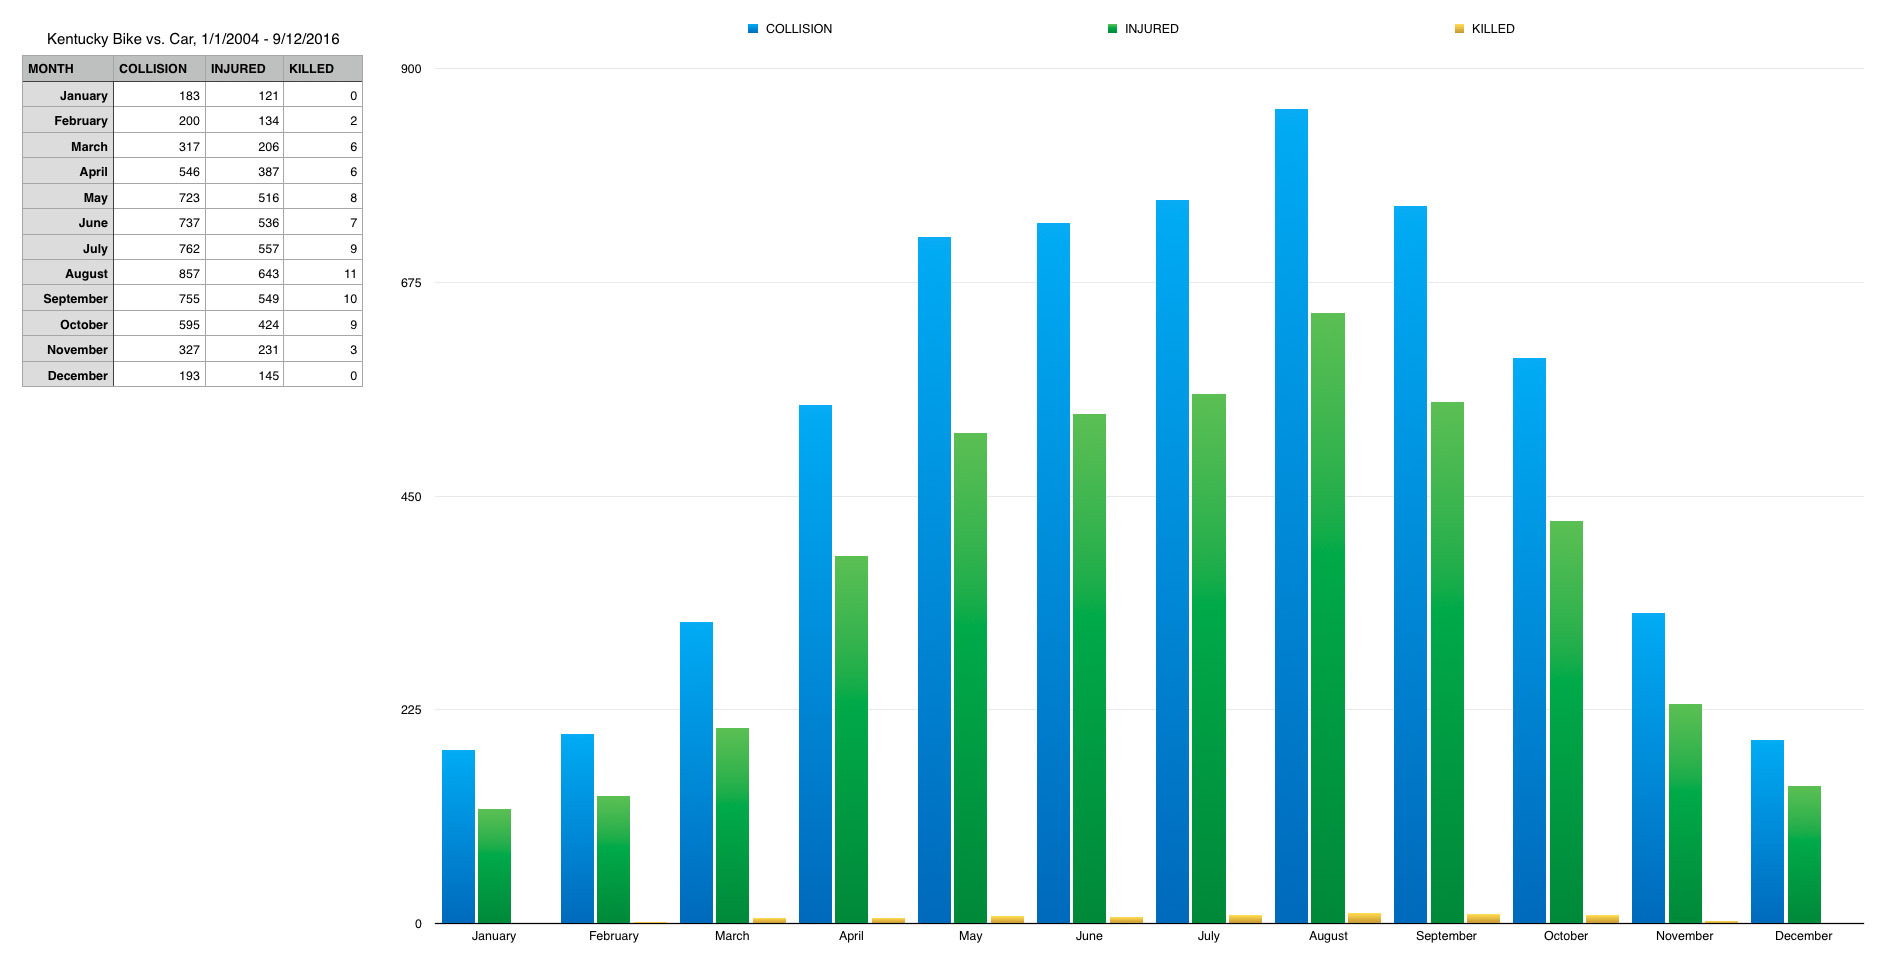 Kentucky Bike vs. Car, 1/1/2004 - 9/12/2016
MONTH COLLISION INJURED KILLED
January 183 121 0
February 200 134 2
March 317 206 6
April 546 387 6
May 723 516 8
June 737 536 7
July 762 557 9
August 857 643 11
September 755 549 10
October 595 424 9
November 327 231 3
December 193 145 0
COLLISION INJURED KILLED
900
675
450
225
0
January February March April May June July August September October November December